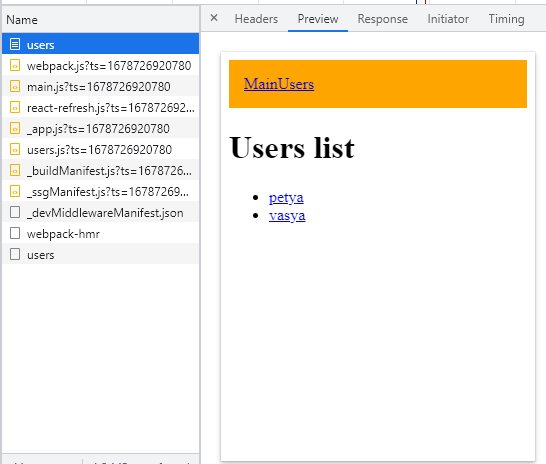 Name
Headers Preview Response Initiator Timing
users
webpack.js?ts=1678726920780
main.js?ts=1678726920780
react-refresh.js?ts=167872692...
_app.js?ts=1678726920780
users.js?ts=1678726920780
_buildManifest.js?ts=1678726...
_ssgManifest.js?ts=16787269...
_devMiddlewareManifest.json
webpack-hmr
users
MainUsers
Users list
petya
vasya